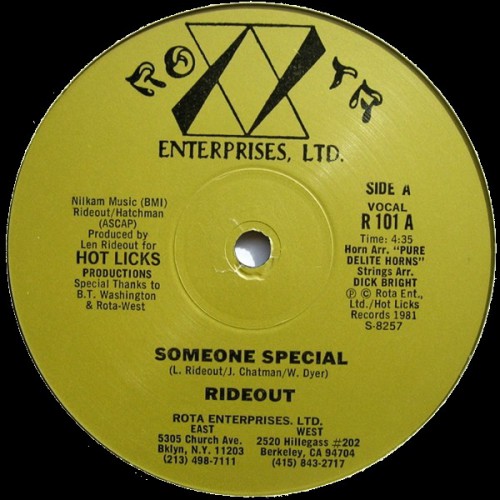 ROTA
ENTERPRISES, LTD.
Nilkam Music (BMI)
Rideout/Hatchman
(ASCAP)
Produced by
Len Rideout for
HOT LICKS
PRODUCTIONS
Special Thanks to
B.T. Washington
& Rota-West
SIDE A
VOCAL
R 101 A
Time: 4:35
Horn Arr. "PURE
DELITE HORNS"
Strings Arr.
DICK BRIGHT
Ⓟ © Rota Ent.,
Ltd./Hot Licks
Records 1981
S-8257
SOMEONE SPECIAL
(L. Rideout/J. Chatman/W. Dyer)
RIDEOUT
ROTA ENTERPRISES. LTD.
EAST
5305 Church Ave.
Bklyn, N.Y. 11203
(213) 498-7111
WEST
2520 Hillegass #202
Berkeley, CA 94704
(415) 843-2717